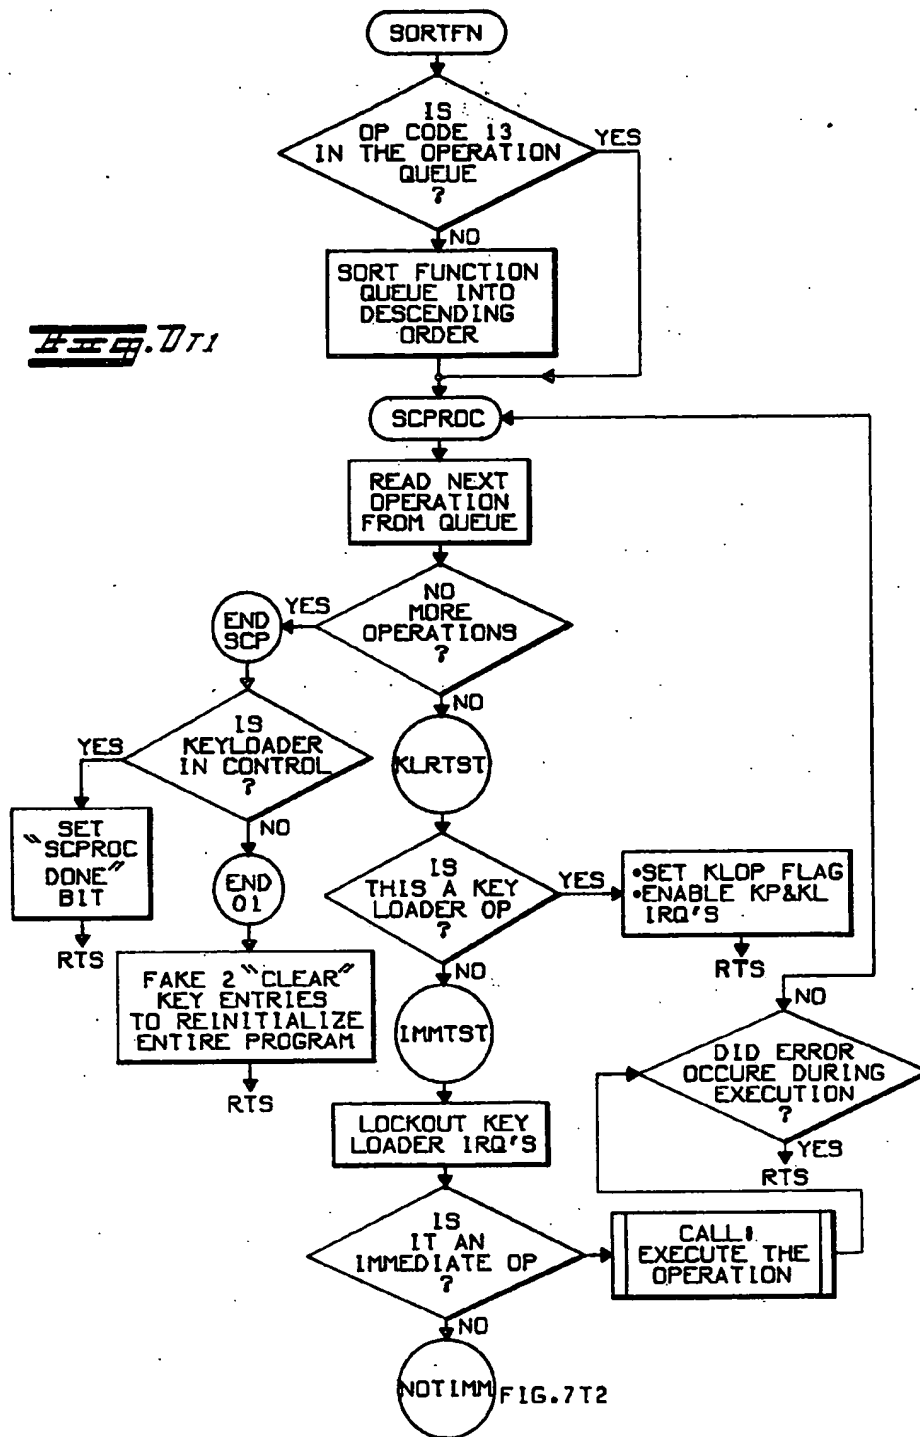 SORTFN
IS
OP CODE 13
IN THE OPERATION
QUEUE
?
YES
NO
SORT FUNCTION
QUEUE INTO
DESCENDING
ORDER
Fig. 7T1
SCPROC
READ NEXT
OPERATION
FROM QUEUE
NO
MORE
OPERATIONS
?
YES
NO
END
SCP
IS
KEYLOADER
IN CONTROL
?
YES
NO
SET
"SCPROC
DONE"
BIT
RTS
END
01
FAKE 2 "CLEAR"
KEY ENTRIES
TO REINITIALIZE
ENTIRE PROGRAM
RTS
KLRTST
IS
THIS A KEY
LOADER OP
?
YES
NO
•SET KLOP FLAG
•ENABLE KP&KL
IRQ'S
RTS
IMMTST
LOCKOUT KEY
LOADER IRQ'S
IS
IT AN
IMMEDIATE OP
?
NO
CALL:
EXECUTE THE
OPERATION
NO
DID ERROR
OCCURE DURING
EXECUTION
?
YES
RTS
NOTIMM
FIG.7T2